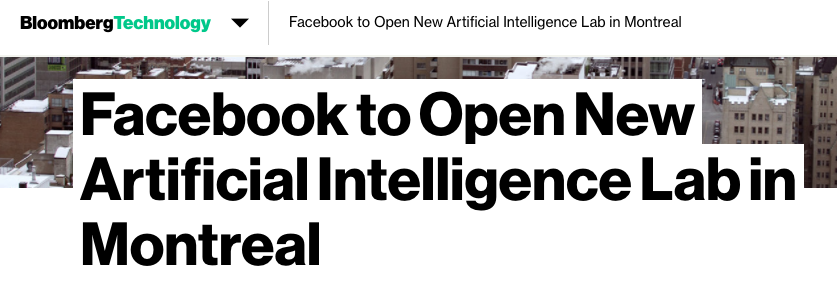 BloombergTechnology
Facebook to Open New Artificial Intelligence Lab in Montreal
Facebook to Open New
Artificial Intelligence Lab in
Montreal